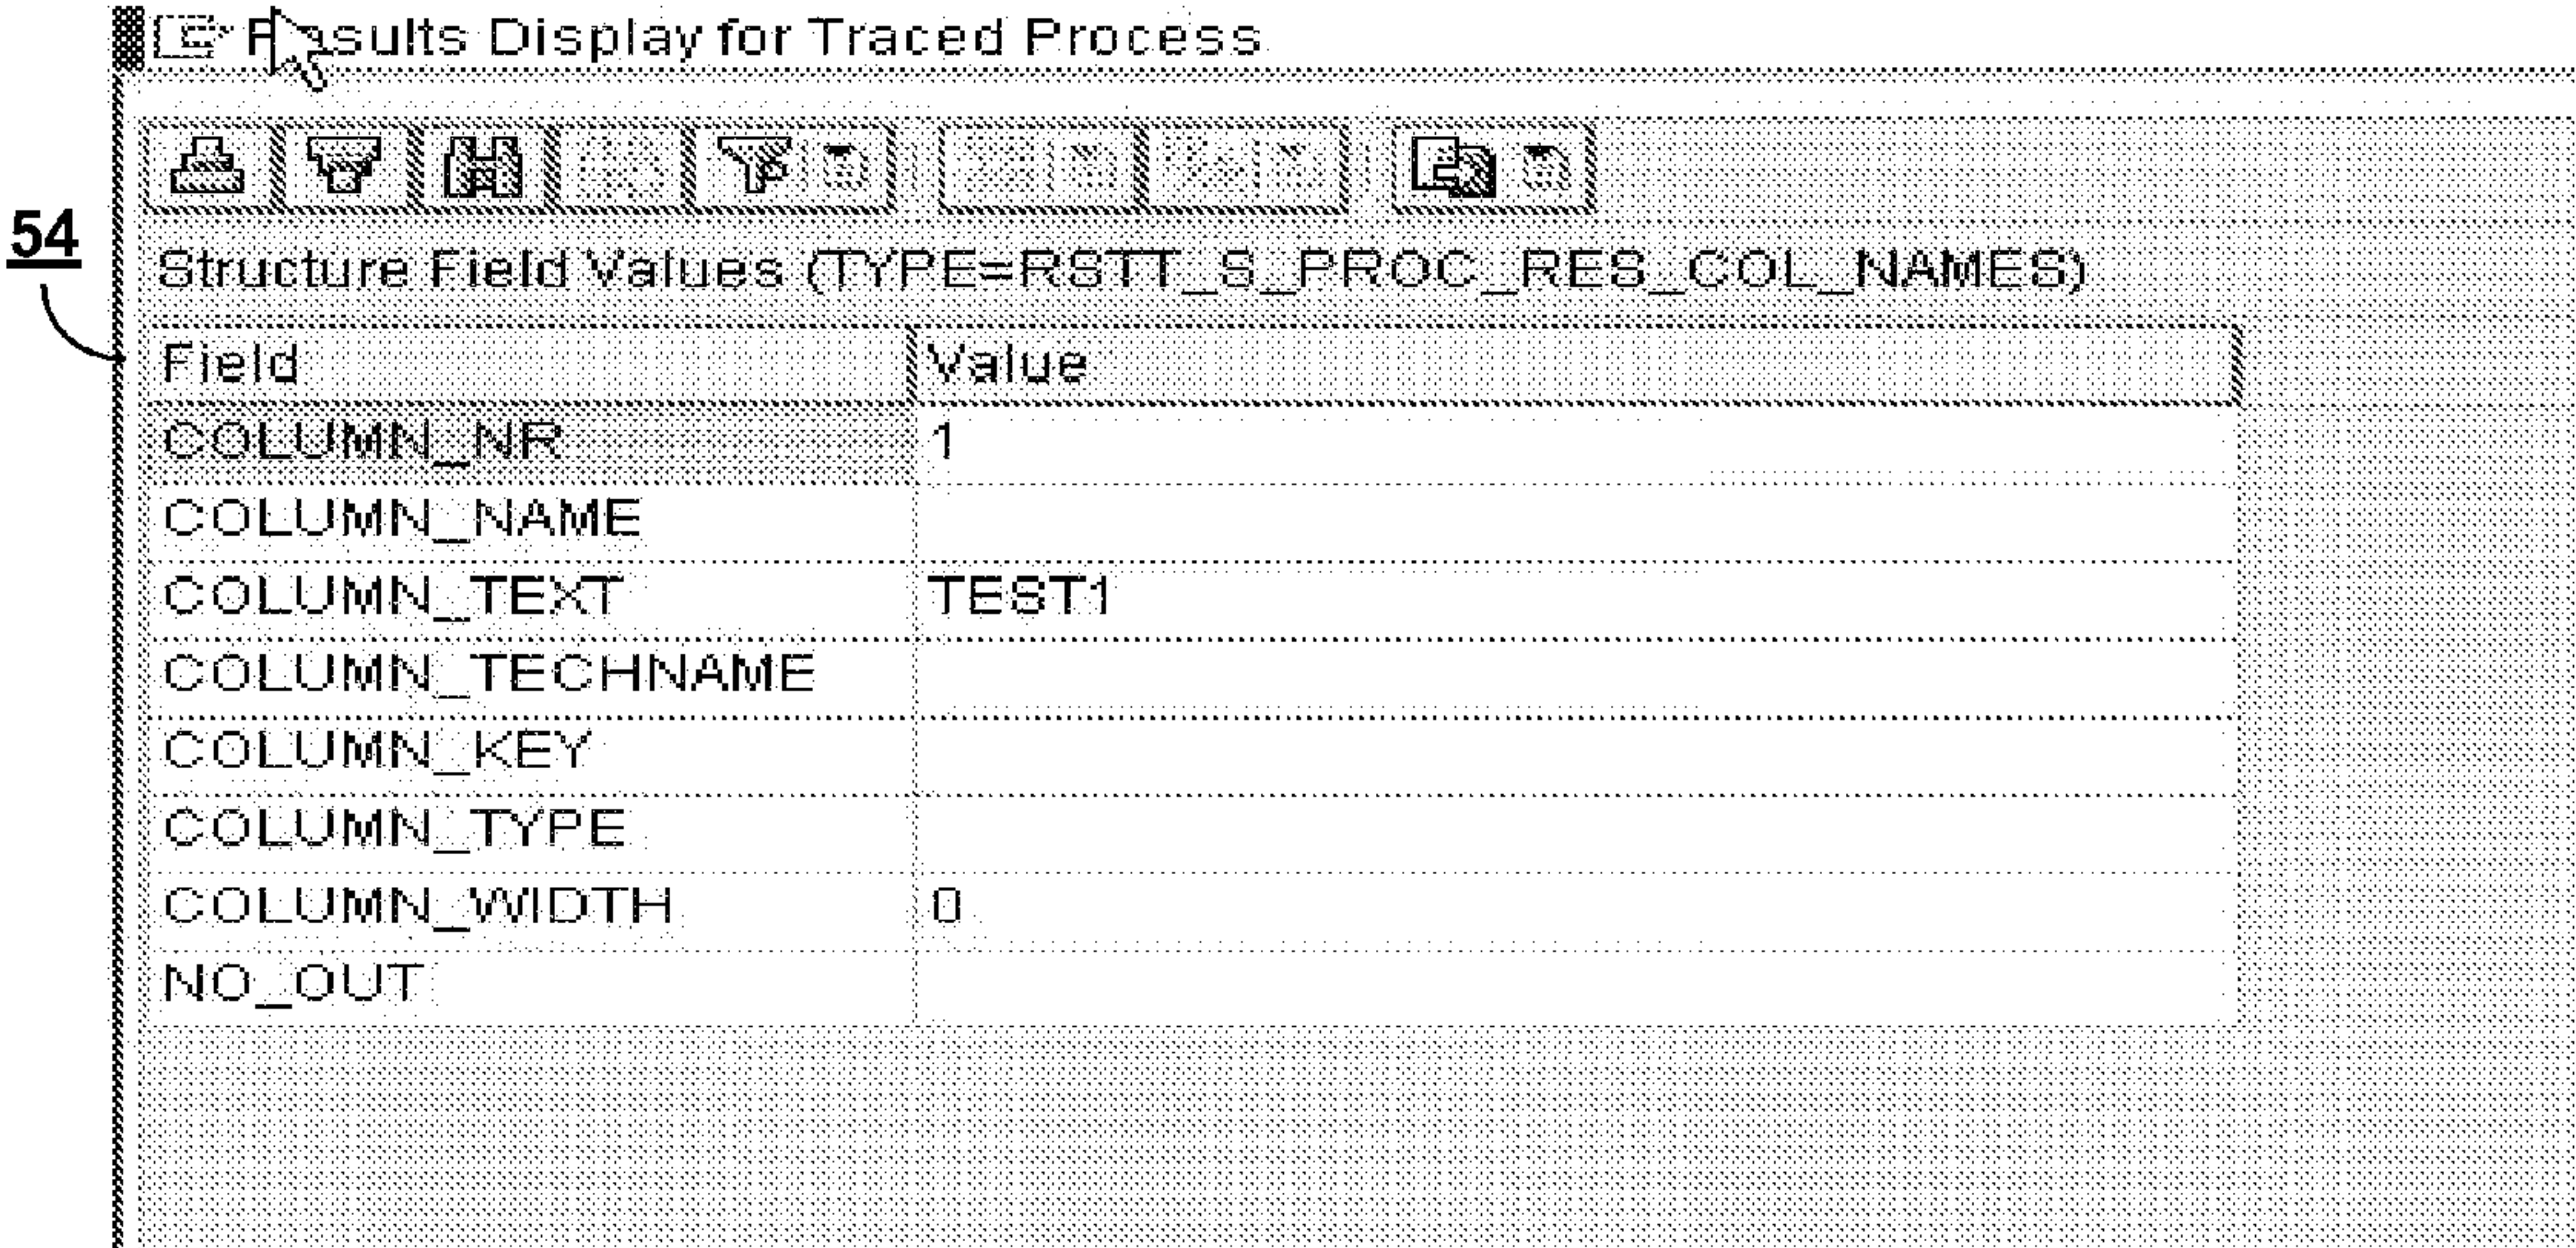 Results Display for Traced Process
54
Structure Field Values (TYPE=RSTT_S_PROC_RES_COL_NAMES)
Field Value
COLUMN_NR 1
COLUMN_NAME
COLUMN_TEXT TEST1
COLUMN_TECHNAME
COLUMN_KEY
COLUMN_TYPE
COLUMN_WIDTH 0
NO_OUT